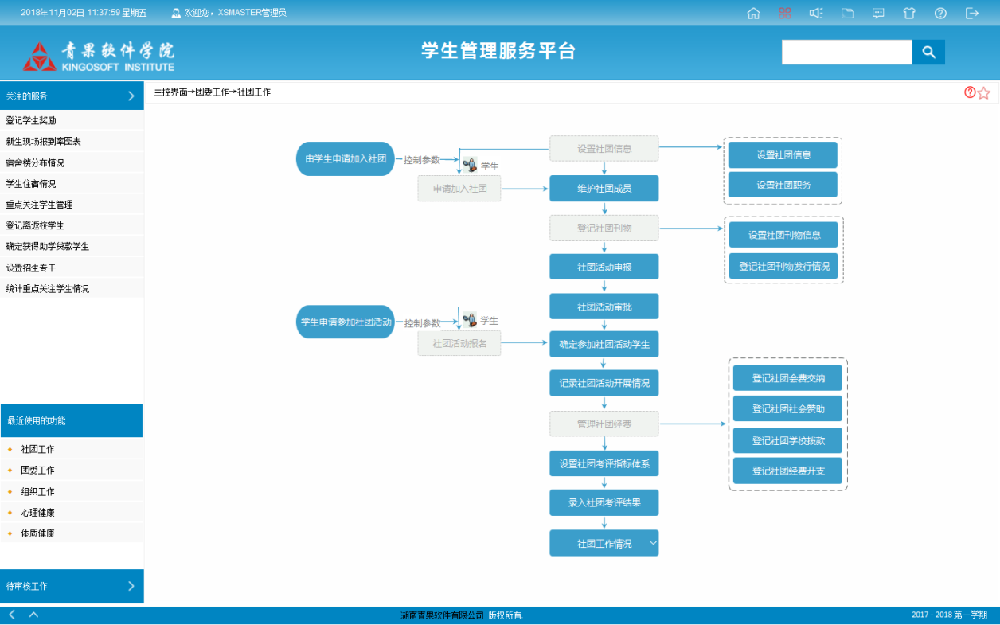 2018年11月02日 11:37:59 星期五
欢迎您，XSMASTER管理员
青果软件学院
KINGOSOFT INSTITUTE
学生管理服务平台
关注的服务
登记学生奖励
新生现场报到率图表
宿舍楼分布情况
学生住宿情况
重点关注学生管理
登记离返校学生
确定获得助学贷款学生
设置招生专干
统计重点关注学生情况
最近使用的功能
社团工作
团委工作
组织工作
心理健康
体质健康
待审核工作
主控界面→团委工作→社团工作
由学生申请加入社团
控制参数
学生
申请加入社团
设置社团信息
维护社团成员
登记社团刊物
社团活动申报
社团活动审批
学生申请参加社团活动
控制参数
学生
社团活动报名
确定参加社团活动学生
记录社团活动开展情况
管理社团经费
设置社团考评指标体系
录入社团考评结果
社团工作情况
设置社团信息
设置社团职务
设置社团刊物信息
登记社团刊物发行情况
登记社团会费交纳
登记社团社会赞助
登记社团学校拨款
登记社团经费开支
湖南青果软件有限公司 版权所有
2017 - 2018 第一学期